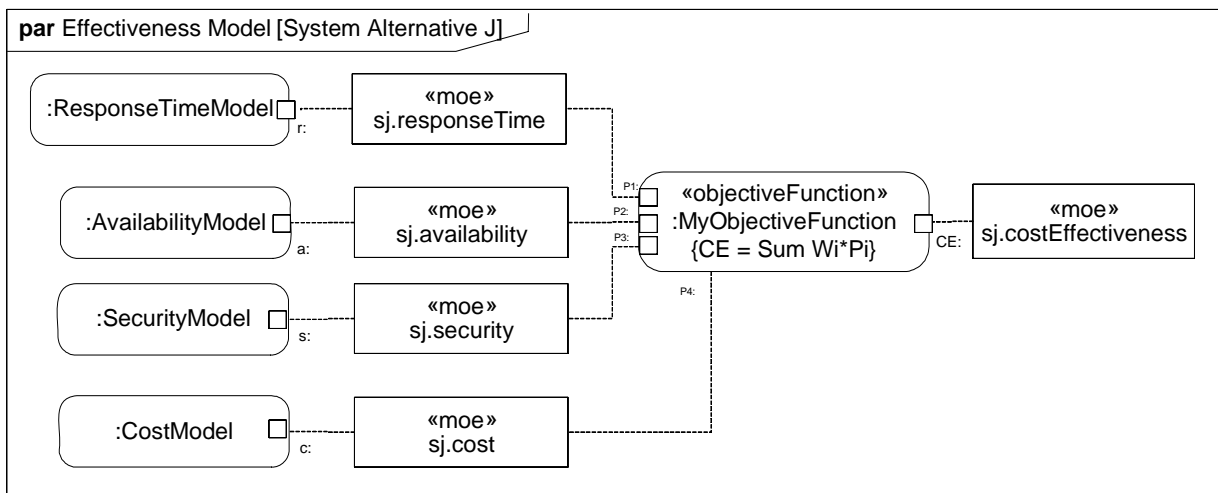 par Effectiveness Model [System Alternative J]
:ResponseTimeModel
r:
«moe»
sj.responseTime
:AvailabilityModel
a:
«moe»
sj.availability
:SecurityModel
s:
«moe»
sj.security
:CostModel
c:
«moe»
sj.cost
P1:
P2:
P3:
P4:
«objectiveFunction»
:MyObjectiveFunction
{CE = Sum Wi*Pi}
CE:
«moe»
sj.costEffectiveness